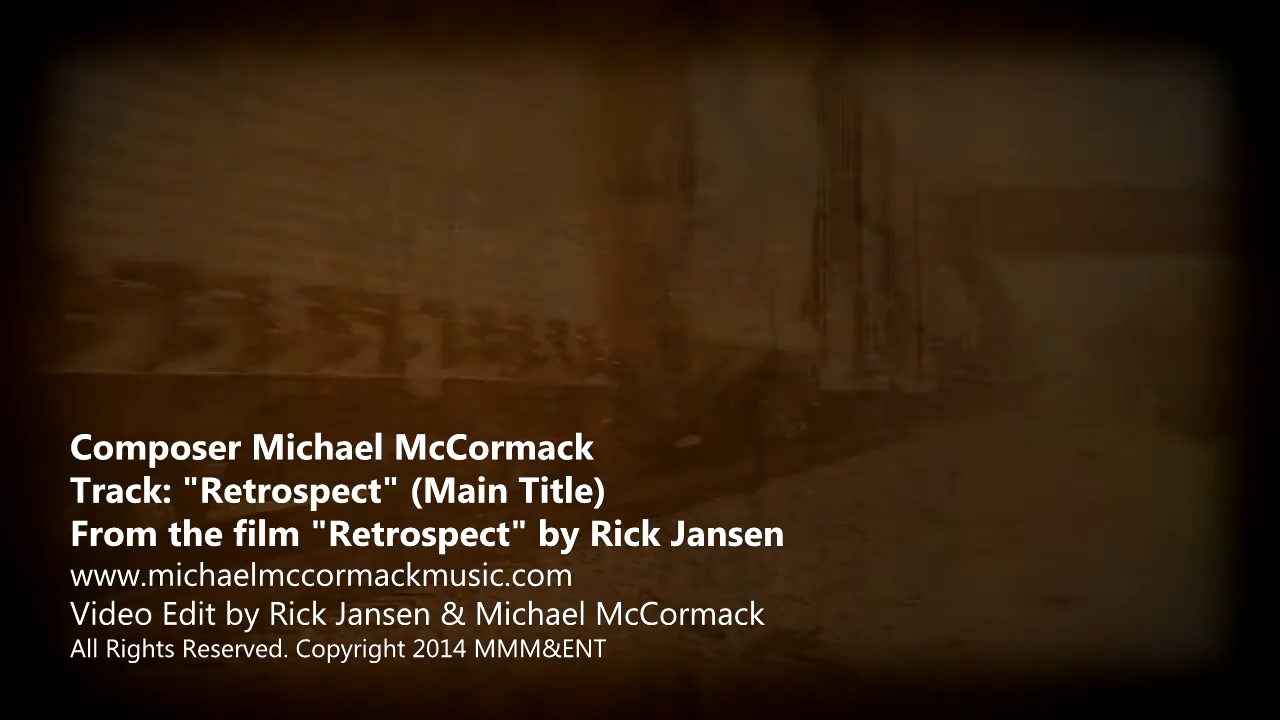 Composer Michael McCormack
Track: "Retrospect" (Main Title)
From the film "Retrospect" by Rick Jansen
www.michaelmccormackmusic.com
Video Edit by Rick Jansen & Michael McCormack
All Rights Reserved. Copyright 2014 MMM&ENT